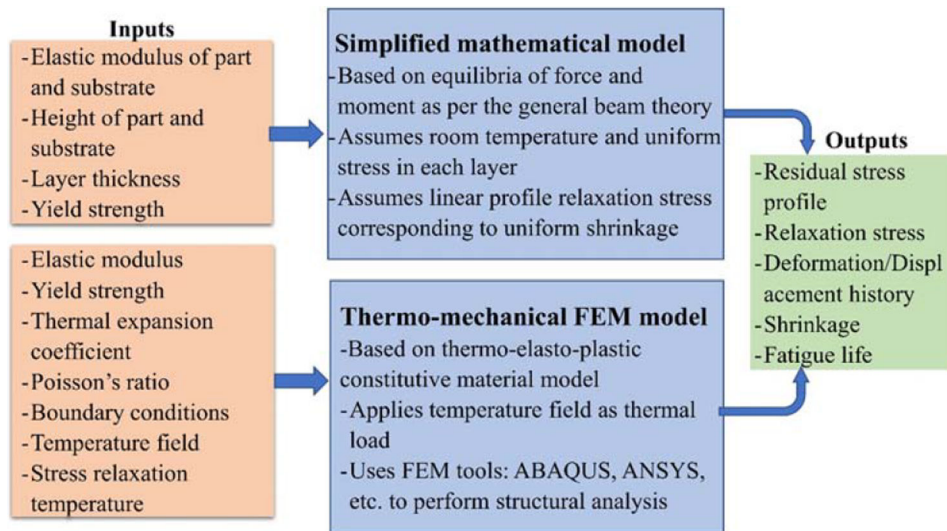 Inputs
-Elastic modulus of part
and substrate
-Height of part and
substrate
-Layer thickness
-Yield strength
Simplified mathematical model
-Based on equilibria of force and
moment as per the general beam theory
-Assumes room temperature and uniform
stress in each layer
-Assumes linear profile relaxation stress
corresponding to uniform shrinkage
-Elastic modulus
-Yield strength
-Thermal expansion
coefficient
-Poisson's ratio
-Boundary conditions
-Temperature field
-Stress relaxation
temperature
Thermo-mechanical FEM model
-Based on thermo-elasto-plastic
constitutive material model
-Applies temperature field as thermal
load
-Uses FEM tools: ABAQUS, ANSYS,
etc. to perform structural analysis
Outputs
-Residual stress
profile
-Relaxation stress
-Deformation/Displ
acement history
-Shrinkage
-Fatigue life